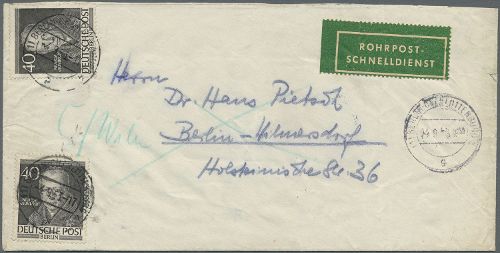 40
DEUTSCHE POST
ROHRPOST-
SCHNELLDIENST
Herrn
Dr. Hans Pietsch
Berlin-Wilmersdorf
Holsteinische Str. 36
40
DEUTSCHE POST
BERLIN